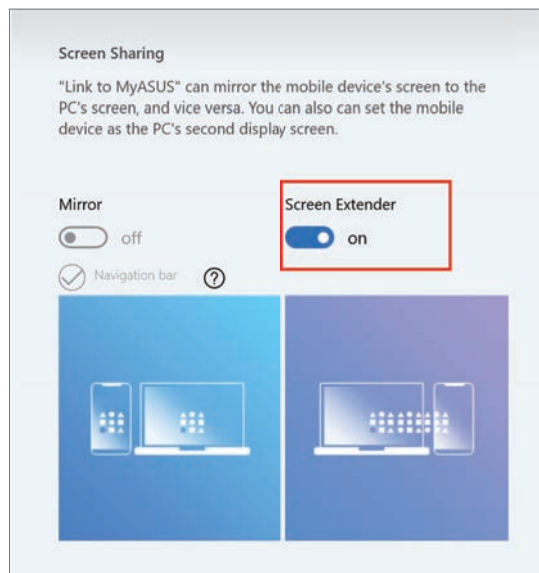 Screen Sharing
"Link to MyASUS" can mirror the mobile device's screen to the
PC's screen, and vice versa. You can also can set the mobile
device as the PC's second display screen.
Mirror
Screen Extender
off
on
Navigation bar ?